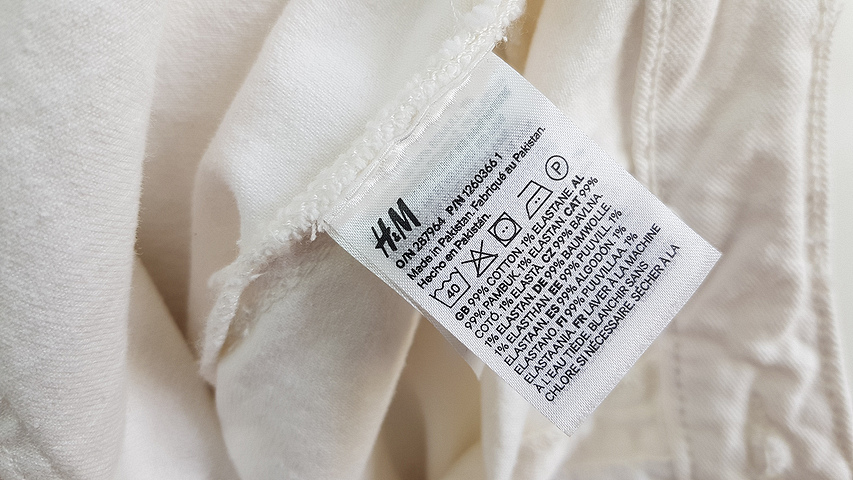 H&M
O/N 287964 P/N 1260366.1
Made in Pakistan. Fabriqué au Pakistan.
Hecho en Pakistán.
40 P
GB 99% COTTON, 1% ELASTANE. AL
99% PAMBUK, 1% ELASTAN. CAT 99%
COTÓ, 1% ELASTÀ. CZ 99% BAVLNA,
1% ELASTAN. DE 99% BAUMWOLLE,
1% ELASTHAN. EE 99% PUUVILL, 1%
ELASTAAN. ES 99% ALGODÓN, 1%
ELASTANO. FI 99% PUUVILLAA, 1%
ELASTAANIA. FR LAVER À LA MACHINE
À L'EAU TIÈDE. BLANCHIR SANS
CHLORE SI NÉCESSAIRE. SÉCHER À LA